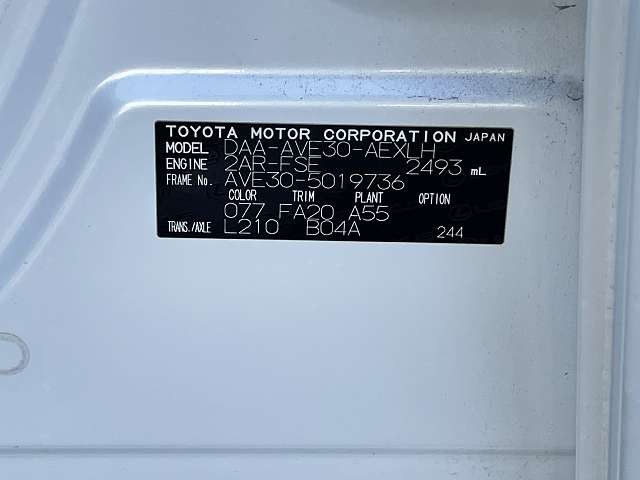 TOYOTA MOTOR CORPORATION JAPAN
MODEL DAA-AVE30-AEXLH
ENGINE 2AR-FSE 2493 mL
FRAME No. AVE30-5019736
COLOR TRIM PLANT OPTION
077 FA20 A55
TRANS./AXLE L210 B04A 244